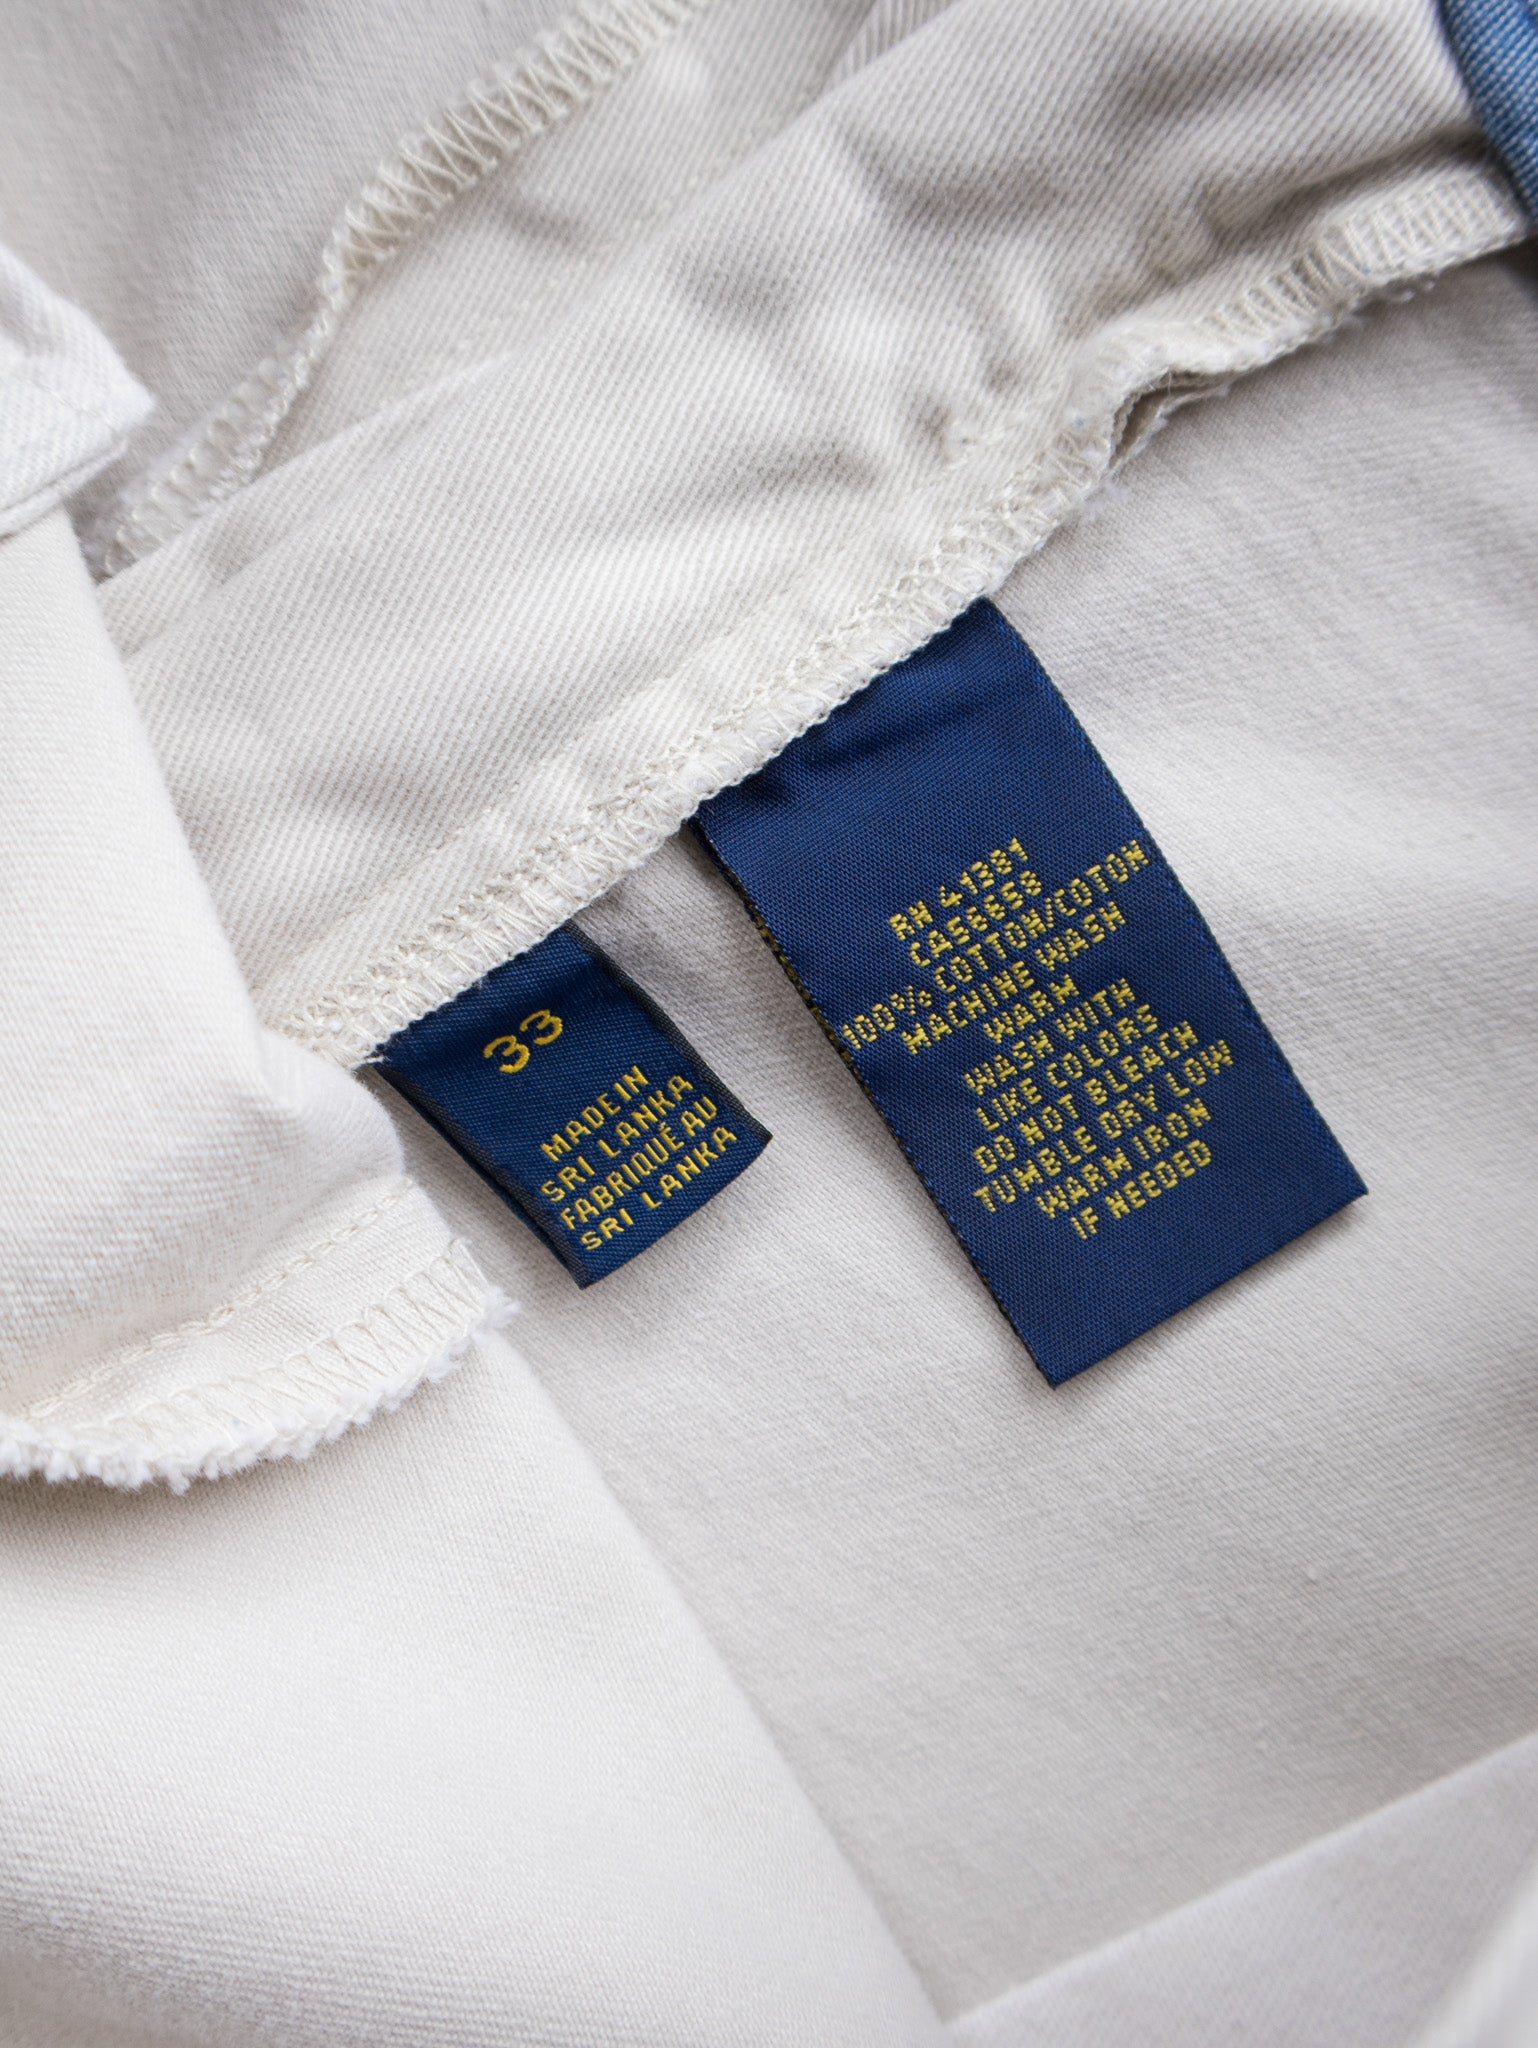 33
MADE IN
SRI LANKA
FABRIQUÉ AU
SRI LANKA
RN 41381
CA56658
100% COTTON/COTON
MACHINE WASH
WARM
WASH WITH
LIKE COLORS
DO NOT BLEACH
TUMBLE DRY LOW
WARM IRON
IF NEEDED